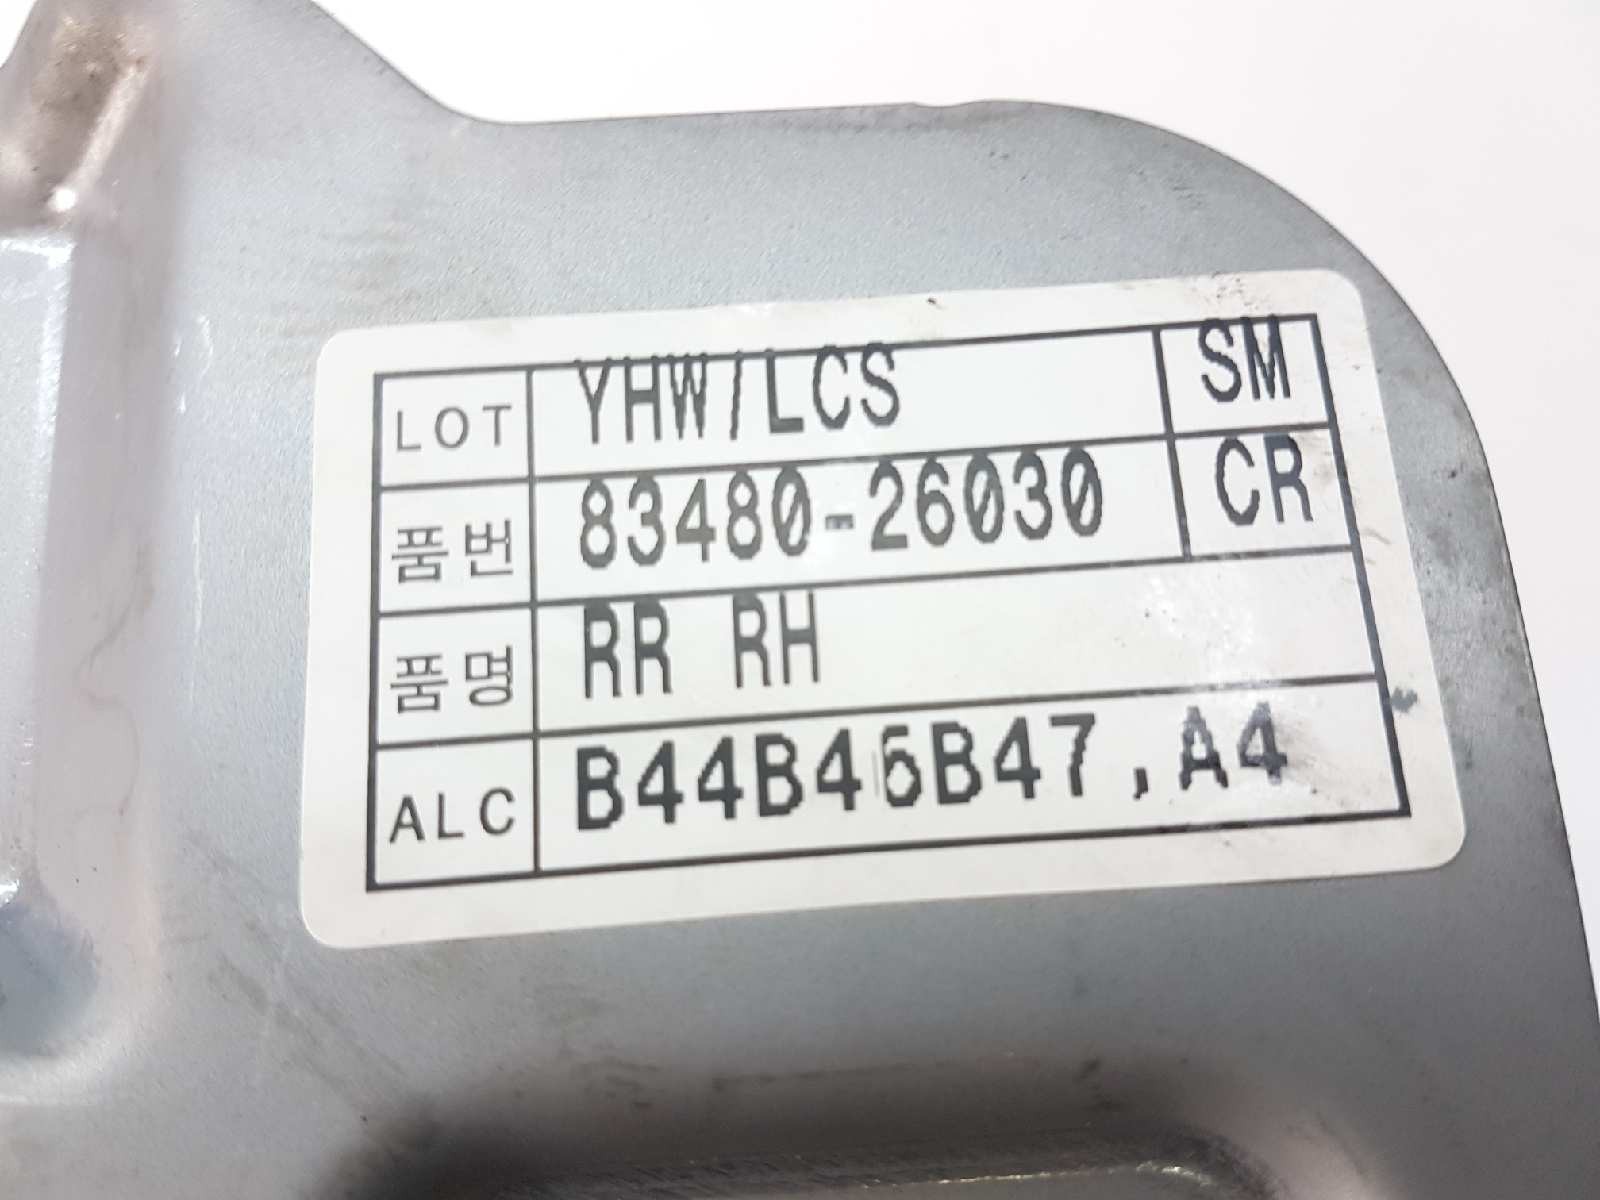 LOT YHW/LCS SM
품번 83480-26030 CR
품명 RR RH
ALC B44B46B47,A4